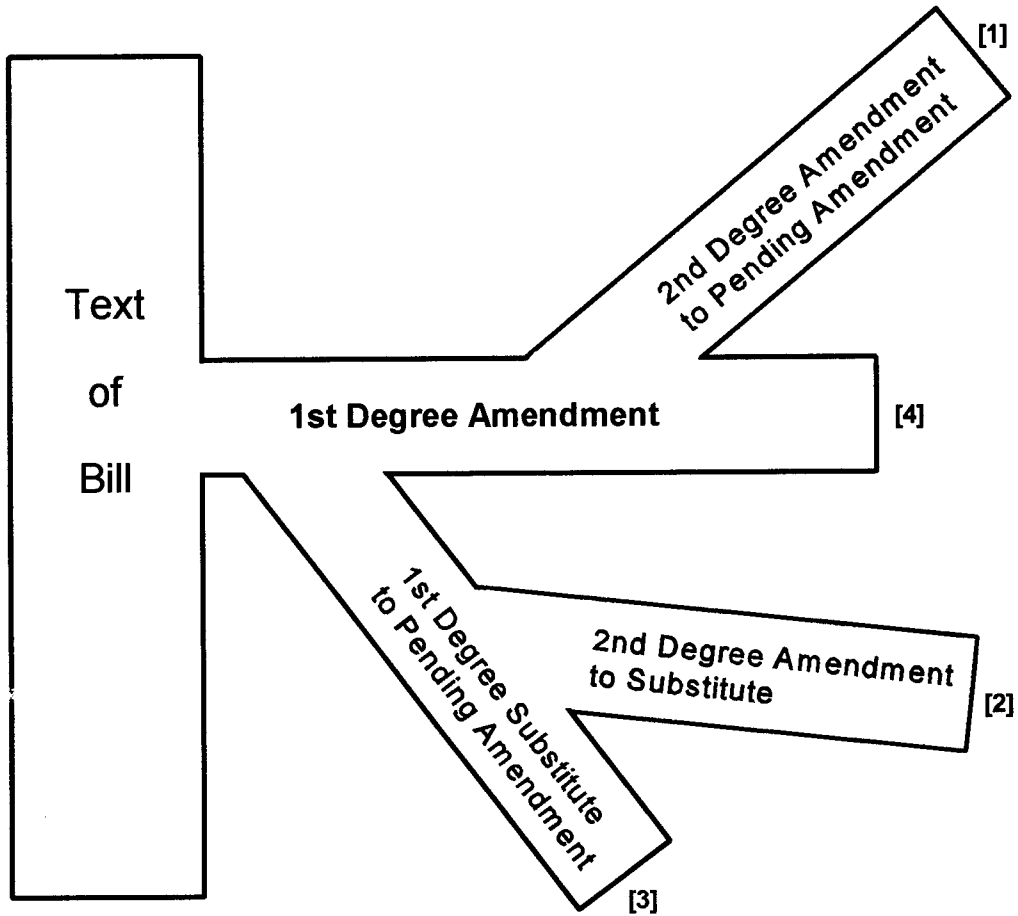 [1]
2nd Degree Amendment
to Pending Amendment
Text
of
Bill
1st Degree Amendment
[4]
1st Degree Substitute
to Pending Amendment
2nd Degree Amendment
to Substitute
[2]
[3]